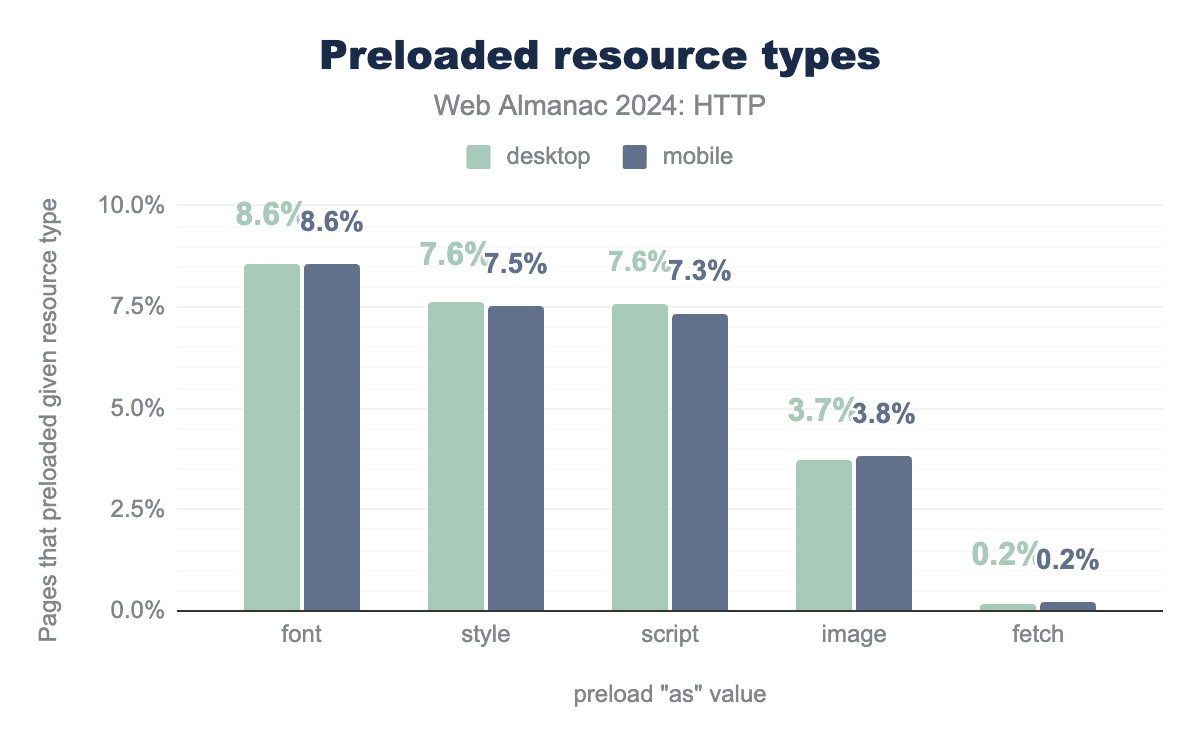 Preloaded resource types
Web Almanac 2024: HTTP
desktop mobile
Pages that preloaded given resource type
10.0%
7.5%
5.0%
2.5%
0.0%
8.6% 8.6%
7.6% 7.5%
7.6% 7.3%
3.7% 3.8%
0.2% 0.2%
font style script image fetch
preload "as" value